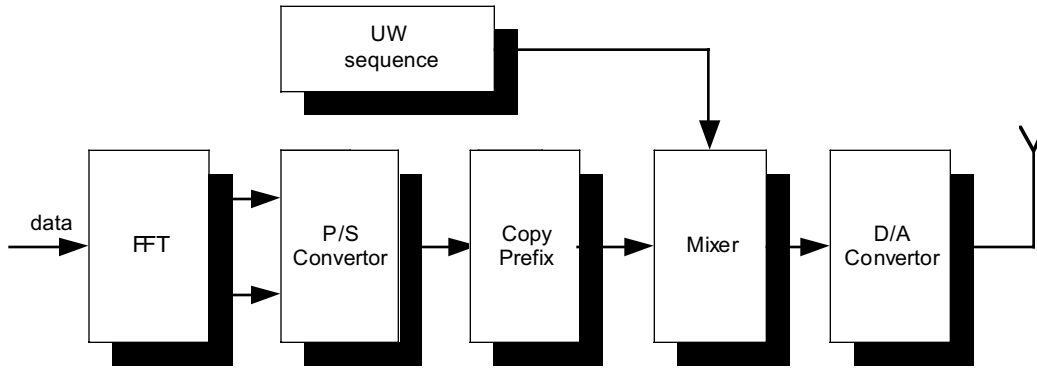 UW
sequence
data
FFT
P/S
Convertor
Copy
Prefix
Mixer
D/A
Convertor